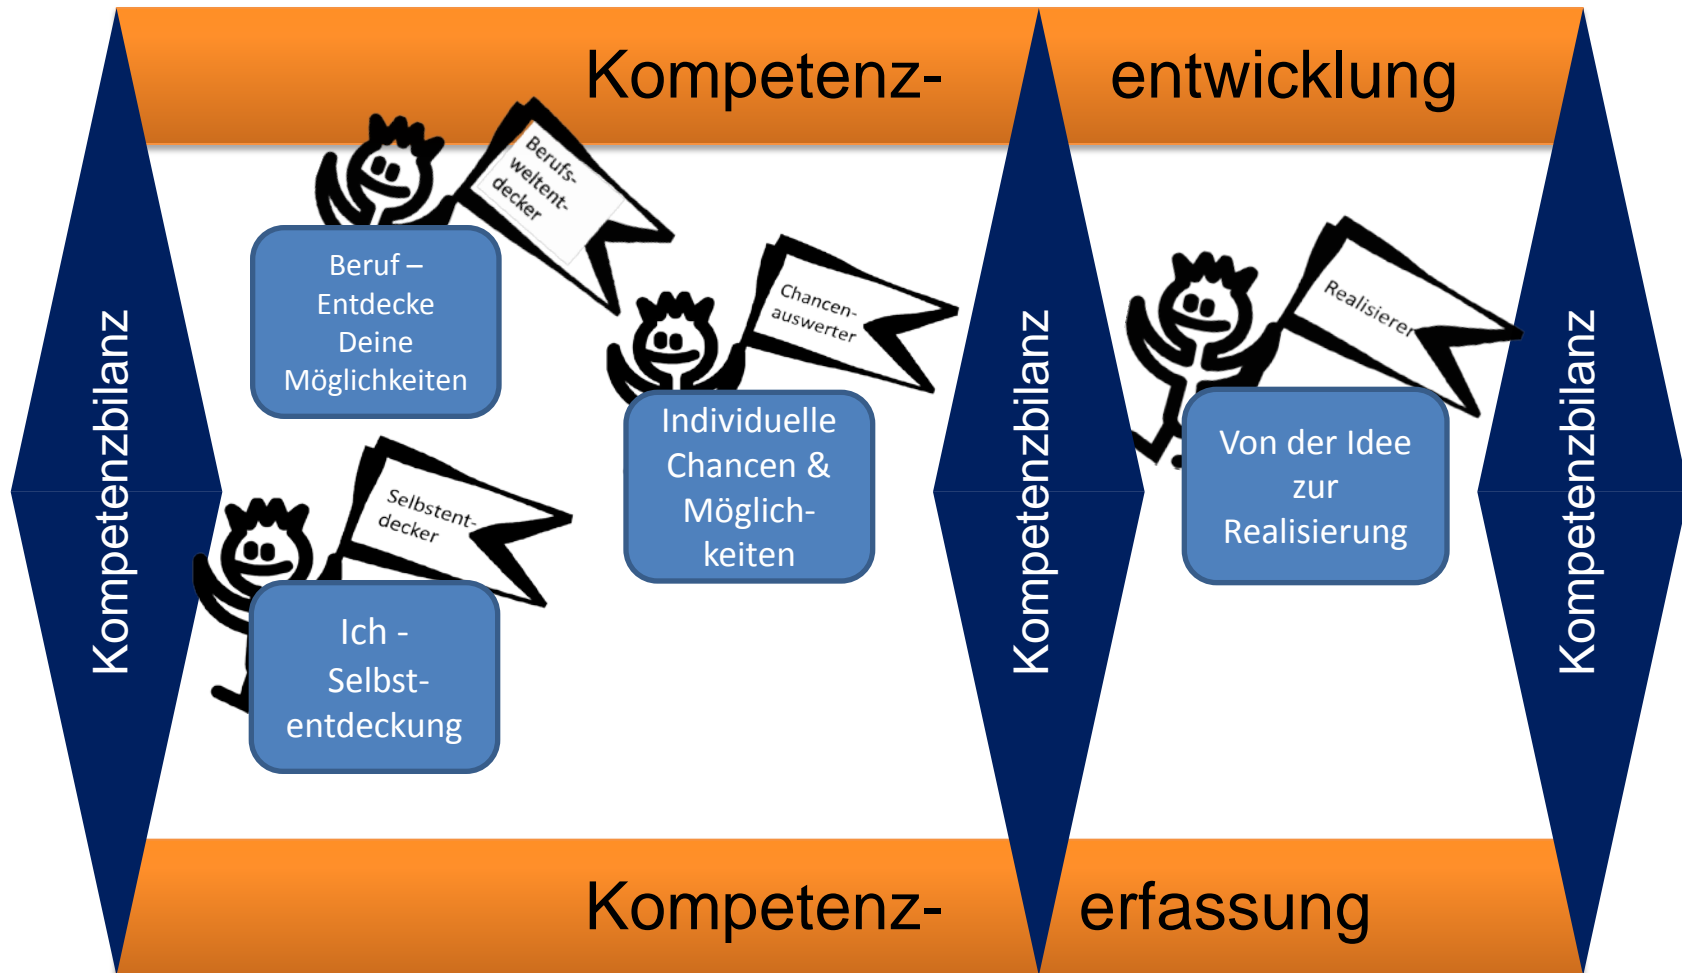 Kompetenz- entwicklung
Kompetenzbilanz
Berufs-
weltent-
decker
Beruf –
Entdecke
Deine
Möglichkeiten
Selbstent-
decker
Ich -
Selbst-
entdeckung
Chancen-
auswerter
Individuelle
Chancen &
Möglich-
keiten
Kompetenzbilanz
Realisierer
Von der Idee
zur
Realisierung
Kompetenzbilanz
Kompetenz- erfassung